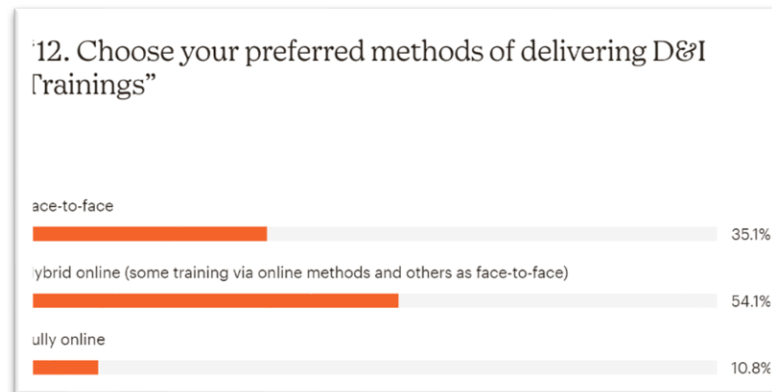 '12. Choose your preferred methods of delivering D&I
Trainings”
ace-to-face
35.1%
ybrid online (some training via online methods and others as face-to-face)
54.1%
ully online
10.8%